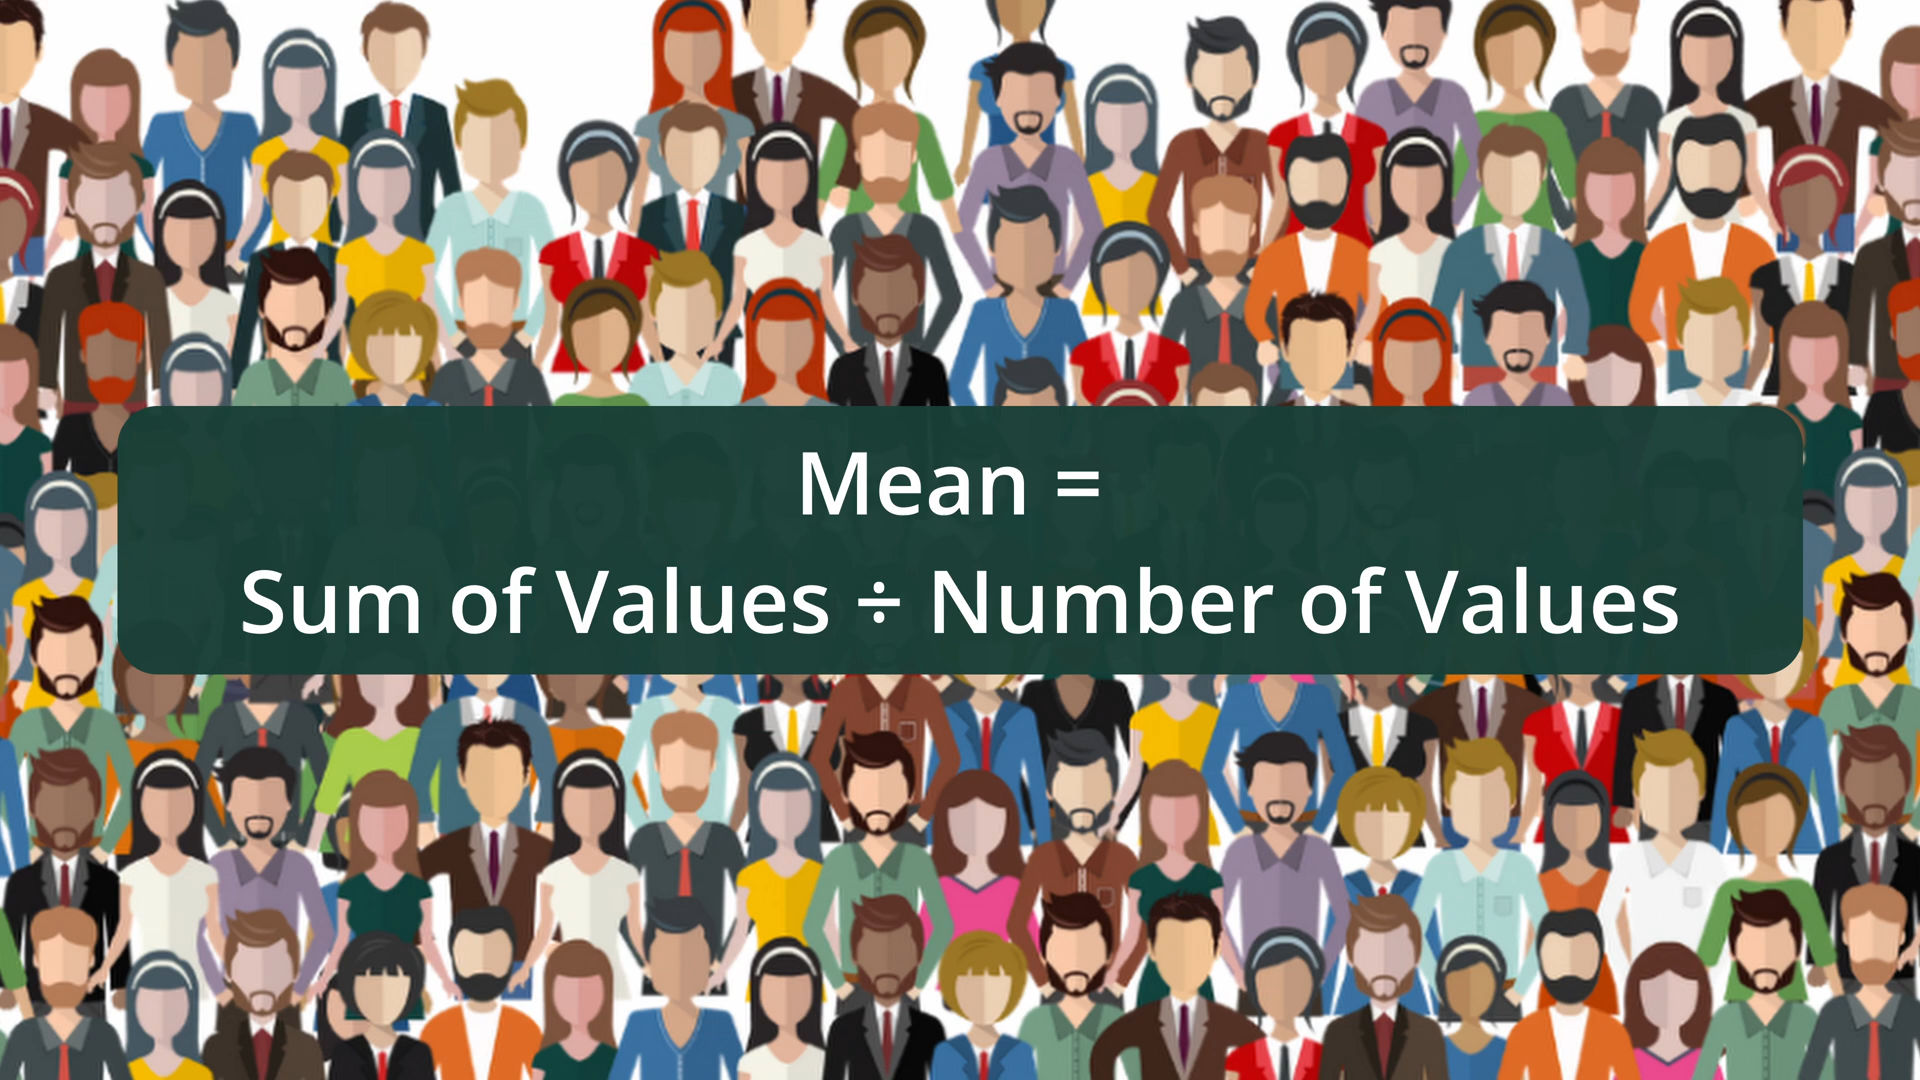 Mean =
Sum of Values ÷ Number of Values